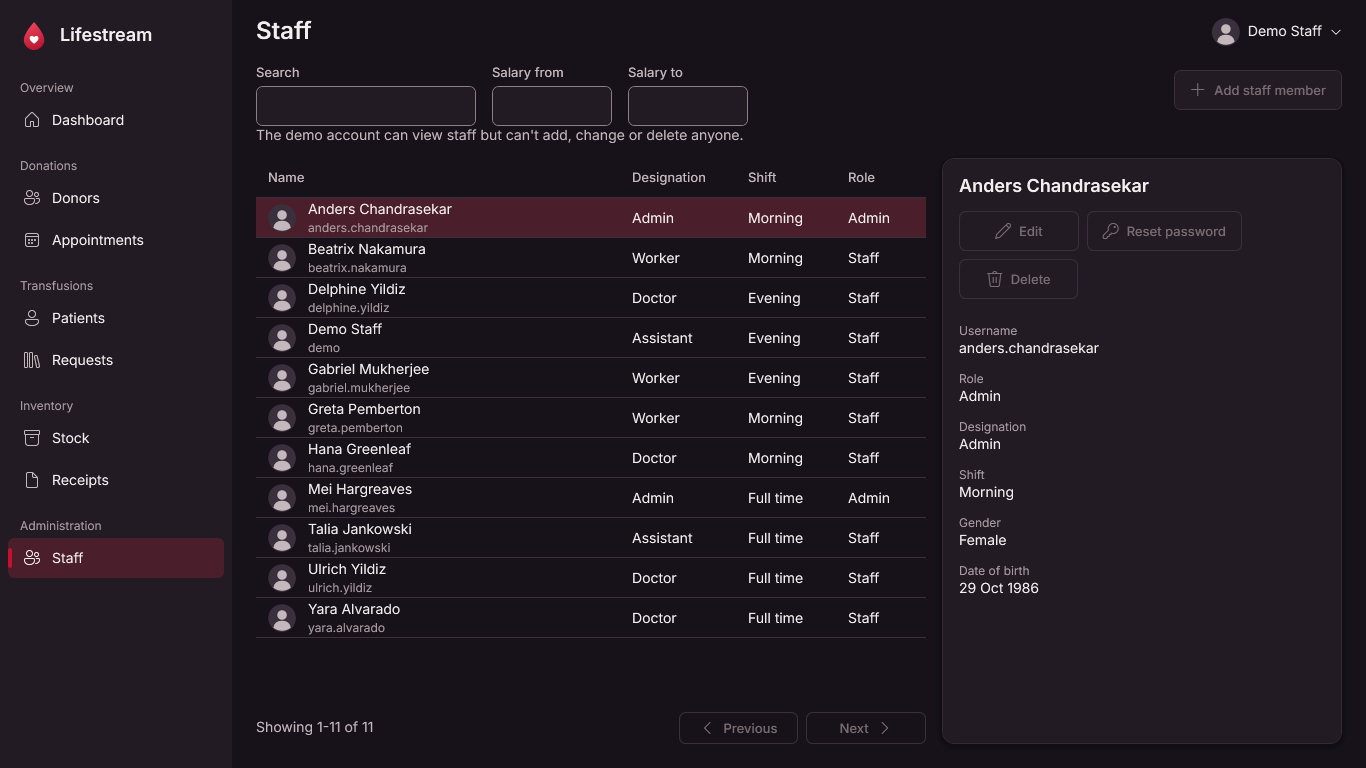 Lifestream
Overview
Dashboard
Donations
Donors
Appointments
Transfusions
Patients
Requests
Inventory
Stock
Receipts
Administration
Staff
Staff
Demo Staff
Search
Salary from
Salary to
Add staff member
The demo account can view staff but can't add, change or delete anyone.
Name Designation Shift Role
Anders Chandrasekar
anders.chandrasekar
Admin Morning Admin
Beatrix Nakamura
beatrix.nakamura
Worker Morning Staff
Delphine Yildiz
delphine.yildiz
Doctor Evening Staff
Demo Staff
demo
Assistant Evening Staff
Gabriel Mukherjee
gabriel.mukherjee
Worker Evening Staff
Greta Pemberton
greta.pemberton
Worker Morning Staff
Hana Greenleaf
hana.greenleaf
Doctor Morning Staff
Mei Hargreaves
mei.hargreaves
Admin Full time Admin
Talia Jankowski
talia.jankowski
Assistant Full time Staff
Ulrich Yildiz
ulrich.yildiz
Doctor Full time Staff
Yara Alvarado
yara.alvarado
Doctor Full time Staff
Showing 1-11 of 11
Previous
Next
Anders Chandrasekar
Edit
Reset password
Delete
Username
anders.chandrasekar
Role
Admin
Designation
Admin
Shift
Morning
Gender
Female
Date of birth
29 Oct 1986